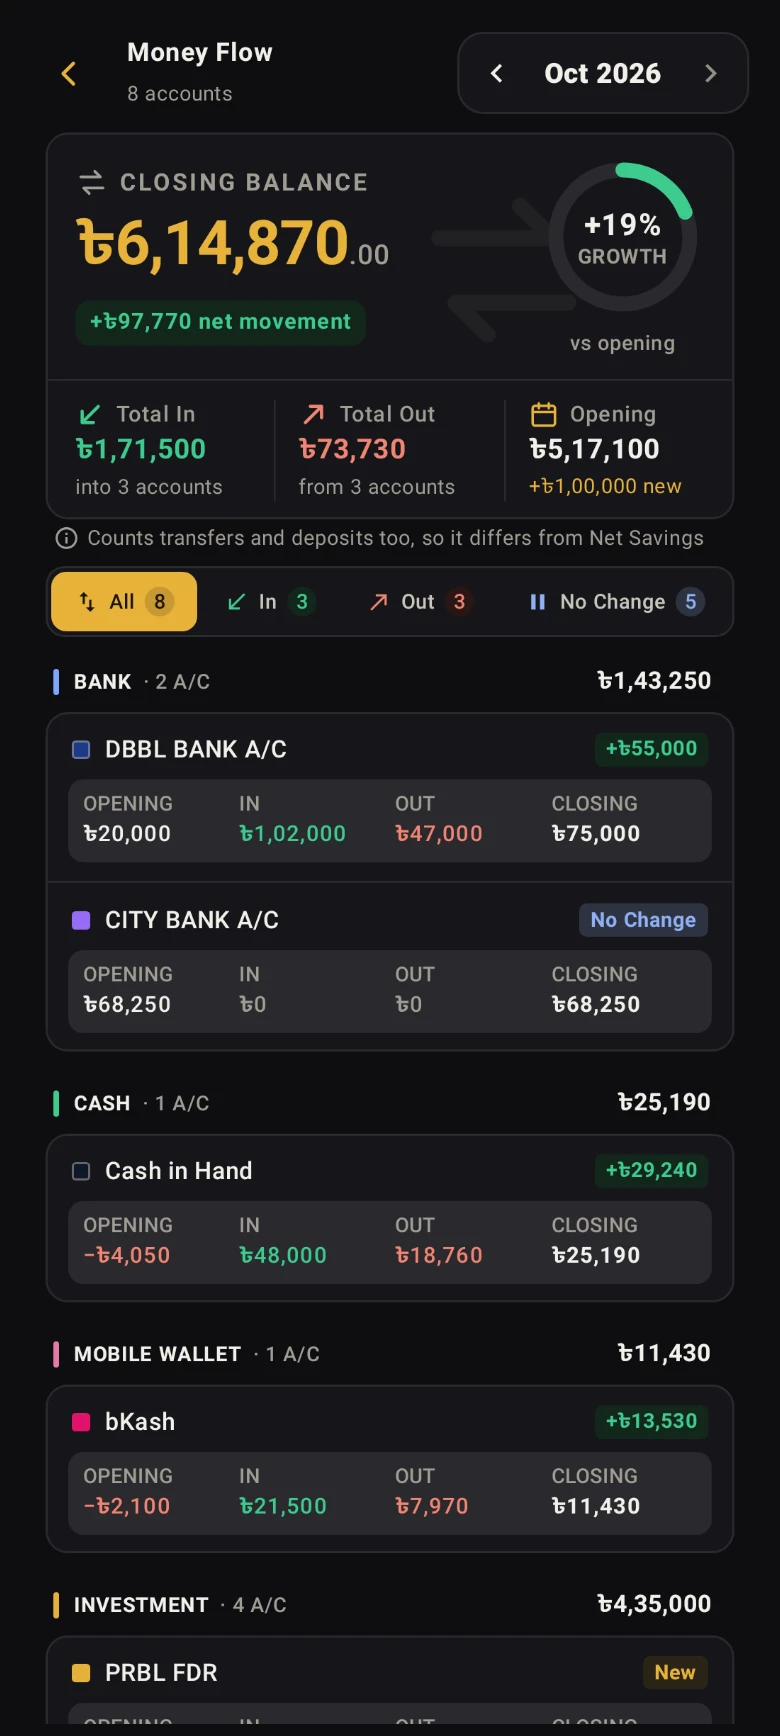 Money Flow
8 accounts
Oct 2026
CLOSING BALANCE
৳6,14,870.00
+৳97,770 net movement
+19%
GROWTH
vs opening
Total In
৳1,71,500
into 3 accounts
Total Out
৳73,730
from 3 accounts
Opening
৳5,17,100
+৳1,00,000 new
Counts transfers and deposits too, so it differs from Net Savings
All 8 In 3 Out 3 No Change 5
BANK · 2 A/C ৳1,43,250
DBBL BANK A/C +৳55,000
OPENING IN OUT CLOSING
৳20,000 ৳1,02,000 ৳47,000 ৳75,000
CITY BANK A/C No Change
OPENING IN OUT CLOSING
৳68,250 ৳0 ৳0 ৳68,250
CASH · 1 A/C ৳25,190
Cash in Hand +৳29,240
OPENING IN OUT CLOSING
−৳4,050 ৳48,000 ৳18,760 ৳25,190
MOBILE WALLET · 1 A/C ৳11,430
bKash +৳13,530
OPENING IN OUT CLOSING
−৳2,100 ৳21,500 ৳7,970 ৳11,430
INVESTMENT · 4 A/C ৳4,35,000
PRBL FDR New
OPENING IN OUT CLOSING